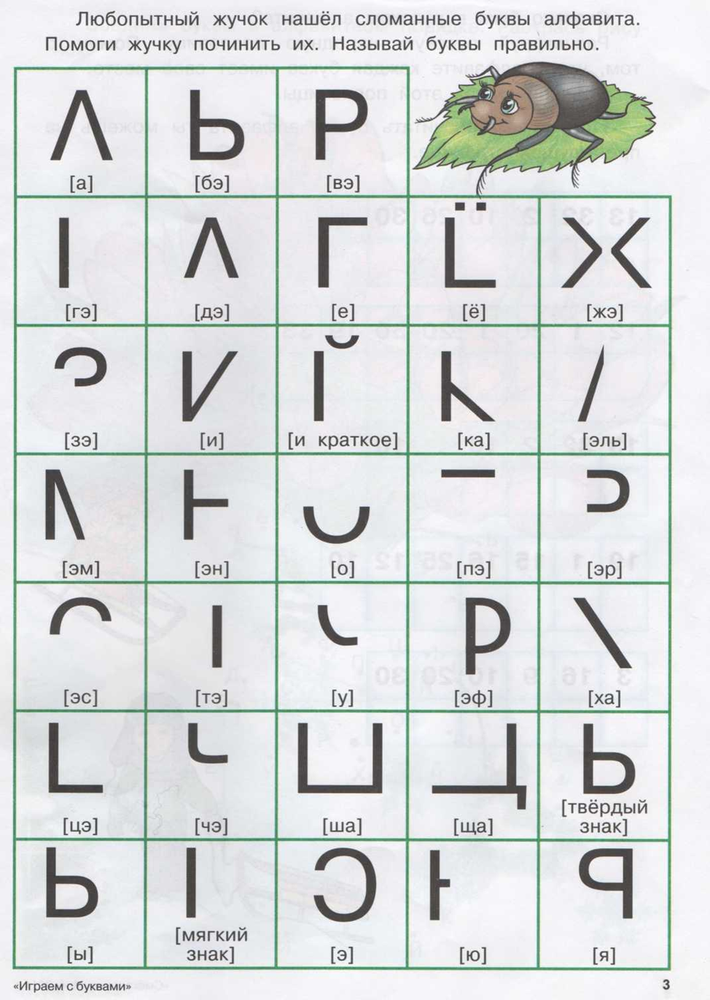 Любопытный жучок нашёл сломанные буквы алфавита.
Помоги жучку починить их. Называй буквы правильно.
[а] [бэ] [вэ]
[гэ] [дэ] [е] [ё] [жэ]
[зэ] [и] [и краткое] [ка] [эль]
[эм] [эн] [о] [пэ] [эр]
[эс] [тэ] [у] [эф] [ха]
[цэ] [чэ] [ша] [ща] [твёрдый знак]
[ы] [мягкий знак] [э] [ю] [я]
«Играем с буквами» 3